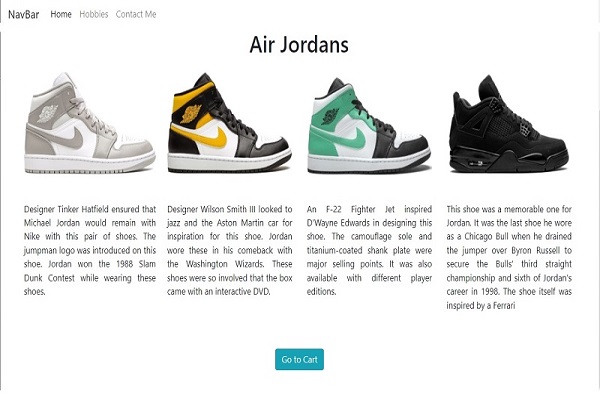 NavBar Home Hobbies Contact Me
Air Jordans
Designer Tinker Hatfield ensured that
Michael Jordan would remain with
Nike with this pair of shoes. The
jumpman logo was introduced on this
shoe. Jordan won the 1988 Slam
Dunk Contest while wearing these
shoes.
Designer Wilson Smith III looked to
jazz and the Aston Martin car for
inspiration for this shoe. Jordan
wore these in his comeback with
the Washington Wizards. These
shoes were so involved that the box
came with an interactive DVD.
An F-22 Fighter Jet inspired
D'Wayne Edwards in designing this
shoe. The camouflage sole and
titanium-coated shank plate were
major selling points. It was also
available with different player
editions.
This shoe was a memorable one for
Jordan. It was the last shoe he wore
as a Chicago Bull when he drained
the jumper over Byron Russell to
secure the Bulls' third straight
championship and sixth of Jordan's
career in 1998. The shoe itself was
inspired by a Ferrari
Go to Cart